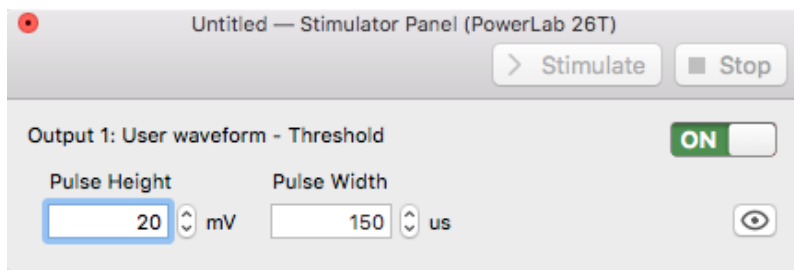 Untitled — Stimulator Panel (PowerLab 26T)
Stimulate Stop
Output 1: User waveform - Threshold ON
Pulse Height Pulse Width
20 mV 150 us